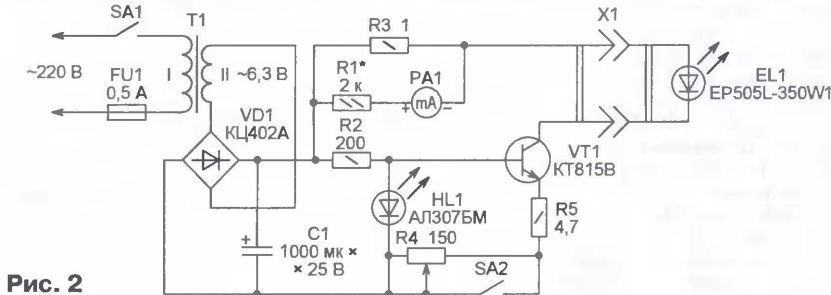 SA1
T1
R3 1
X1
R1*
2 к
PA1
~220 В
I
II ~6,3 В
+ mA −
EL1
EP505L-350W1
FU1
0,5 А
VD1
КЦ402А
R2
200
VT1
КТ815В
HL1
АЛ307БМ
R5
4,7
+
C1
1000 мк ×
× 25 В
R4 150
SA2
Рис. 2